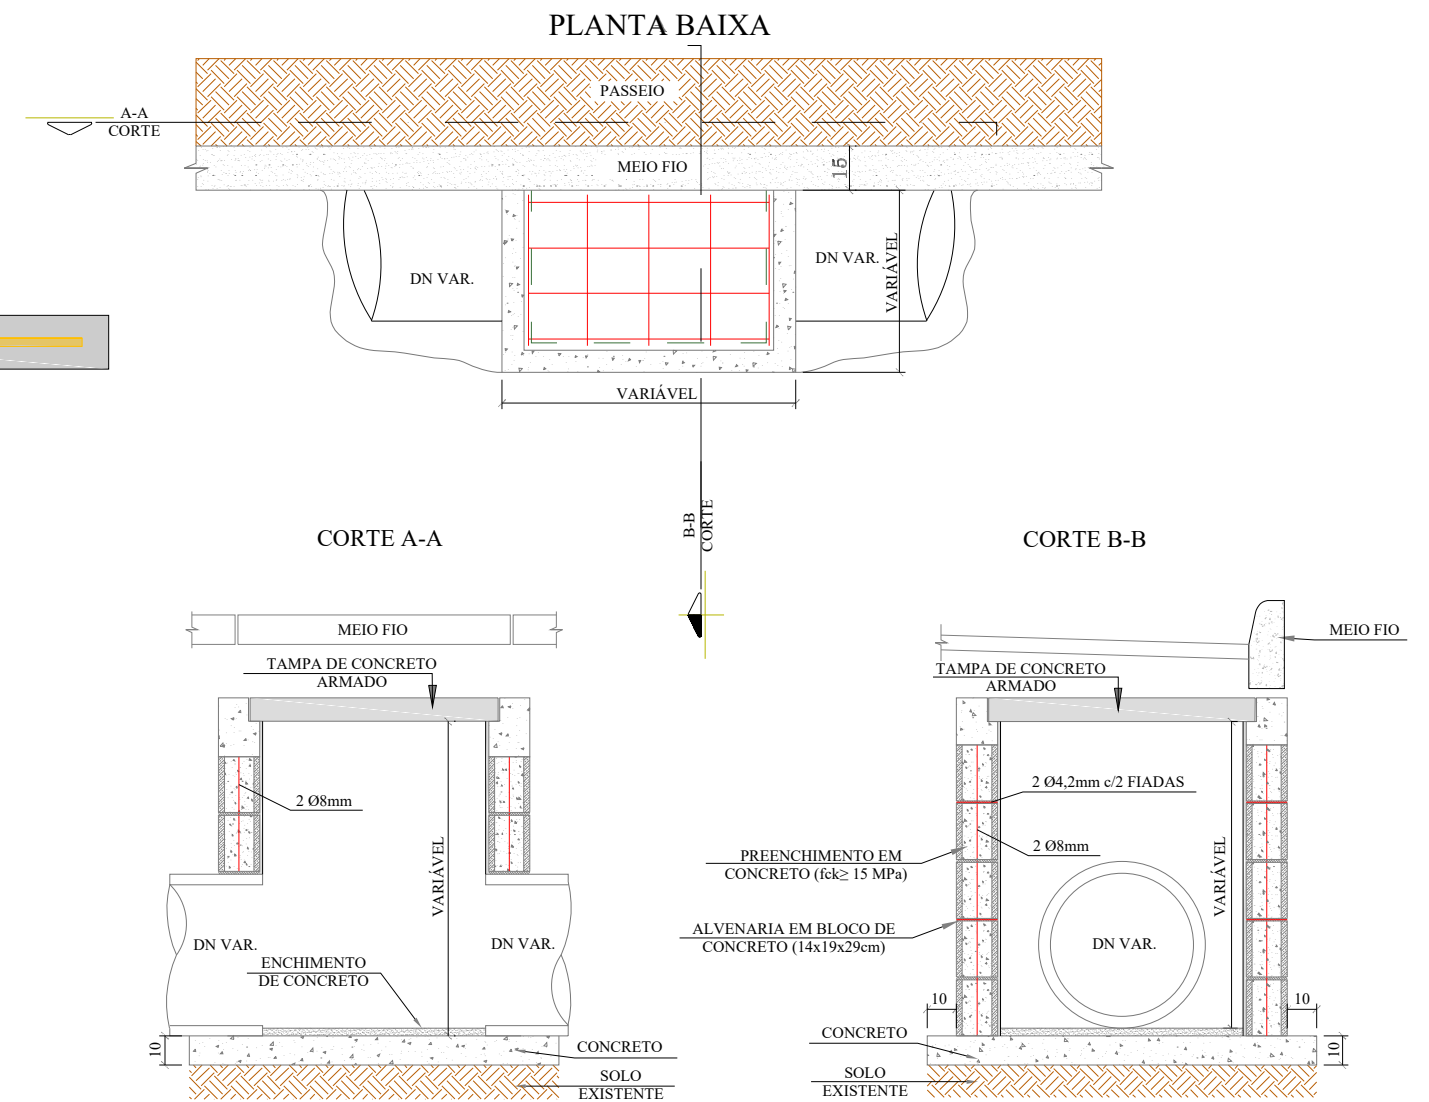 PLANTA BAIXA
PASSEIO
A-A
CORTE
MEIO FIO
15
DN VAR.
DN VAR.
VARIÁVEL
VARIÁVEL
B-B
CORTE
CORTE A-A
MEIO FIO
TAMPA DE CONCRETO
ARMADO
2 Ø8mm
VARIÁVEL
DN VAR.
DN VAR.
ENCHIMENTO
DE CONCRETO
10
CONCRETO
SOLO
EXISTENTE
CORTE B-B
MEIO FIO
TAMPA DE CONCRETO
ARMADO
2 Ø4,2mm c/2 FIADAS
2 Ø8mm
PREENCHIMENTO EM
CONCRETO (fck≥ 15 MPa)
VARIÁVEL
ALVENARIA EM BLOCO DE
CONCRETO (14x19x29cm)
DN VAR.
10
10
CONCRETO
10
SOLO
EXISTENTE